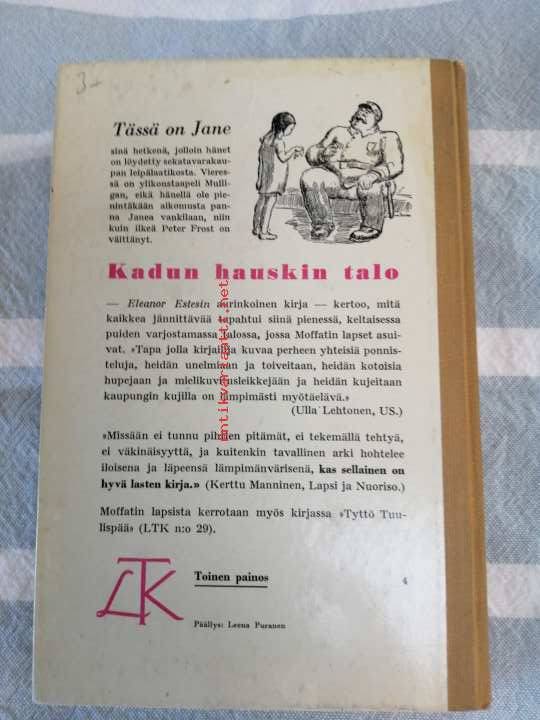 3-
Tässä on Jane
sinä hetkenä, jolloin hänet
on löydetty sekatavarakau-
pan leipälaatikosta. Vieres-
sä on ylikonstaapeli Mulli-
gan, eikä hänellä ole pie-
nintäkään aikomusta pan-
na Janea vankilaan, niin
kuin ilkeä Peter Frost on
väittänyt.
Kadun hauskin talo
— Eleanor Estesin aurinkoinen kirja — kertoo, mitä
kaikkea jännittävää tapahtui siinä pienessä, keltaisessa
puiden varjostamassa talossa, jossa Moffatin lapset asui-
vat. »Tapa jolla kirjailija kuvaa perheen yhteisiä ponnis-
teluja, heidän unelmiaan ja toiveitaan, heidän kotoisia
hupejaan ja mielikuvitusleikkejään ja heidän kujeitaan
kaupungin kujilla on lämpimästi myötäelävä.»
(Ulla Lehtonen, US.)
»Missään ei tunnu pihtien pitämät, ei tekemällä tehtyä,
ei väkinäisyyttä, ja kuitenkin tavallinen arki hohtelee
iloisena ja läpeensä lämpimänvärisenä, kas sellainen on
hyvä lasten kirja.» (Kerttu Manninen, Lapsi ja Nuoriso.)
Moffatin lapsista kerrotaan myös kirjassa »Tyttö Tuu-
lispää» (LTK n:o 29).
LTK
Toinen painos
4
Päällys: Leena Puranen
antikvariaatti.net